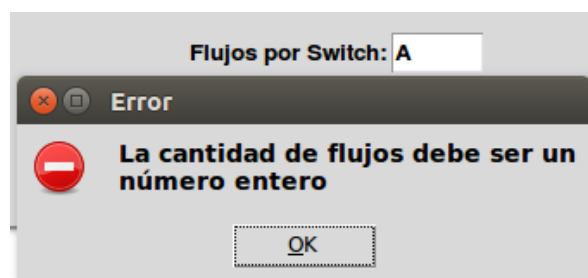 Flujos por Switch: A
Error
La cantidad de flujos debe ser un
número entero
OK